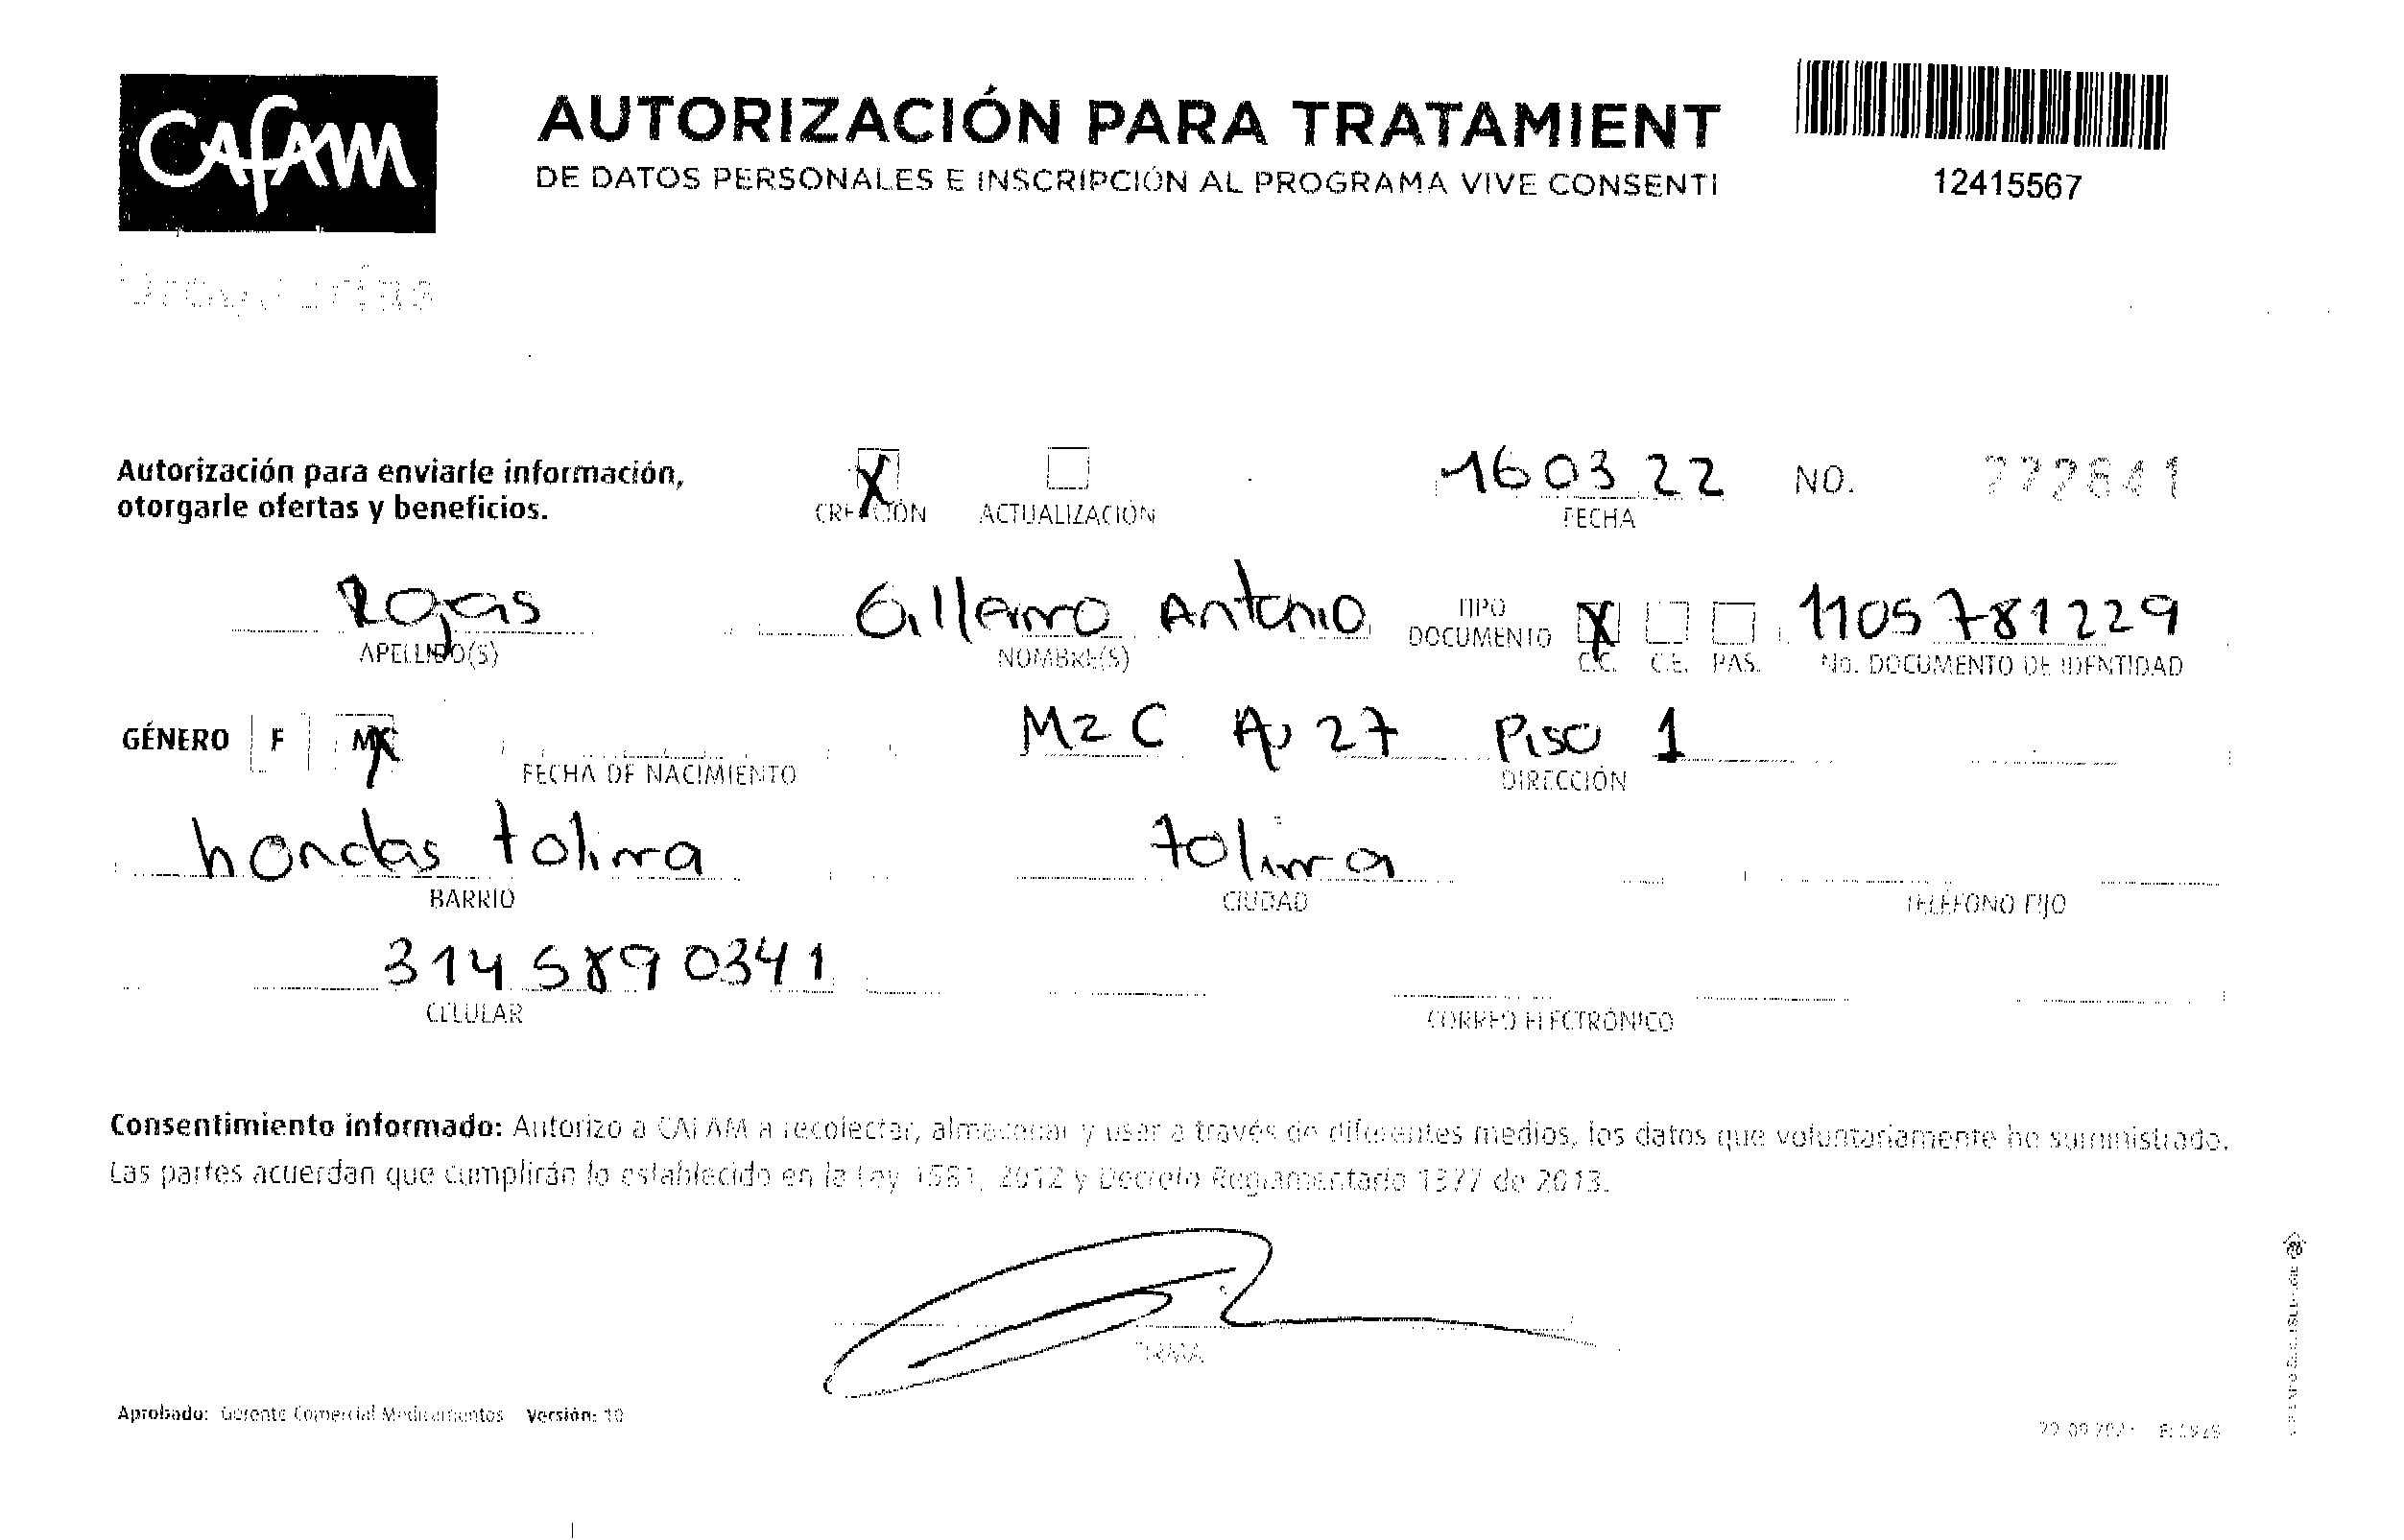 CAFAM
AUTORIZACIÓN PARA TRATAMIENT
DE DATOS PERSONALES E INSCRIPCIÓN AL PROGRAMA VIVE CONSENTI
12415567
Autorización para enviarle información,
otorgarle ofertas y beneficios.
X CREACIÓN ACTUALIZACIÓN
160322
FECHA
NO.
Rojas Gillermo Antonio TIPO DOCUMENTO X 1105781229
APELLIDO(S) NOMBRE(S) C.C. C.E. PAS. No. DOCUMENTO DE IDENTIDAD
GÉNERO F M X Mz C Ap 27 Piso 1
FECHA DE NACIMIENTO DIRECCIÓN
hondas tolima tolima
BARRIO CIUDAD TELÉFONO FIJO
314 5890341
CELULAR CORREO ELECTRÓNICO
Consentimiento informado: Autorizo a CAFAM a recolectar, almacenar y usar a través de diferentes medios, los datos que voluntariamente he suministrado.
Las partes acuerdan que cumplirán lo establecido en la Ley 1581, 2012 y Decreto Reglamentario 1377 de 2013.
FIRMA
Aprobado: Gerente Comercial Medicamentos Versión: 10